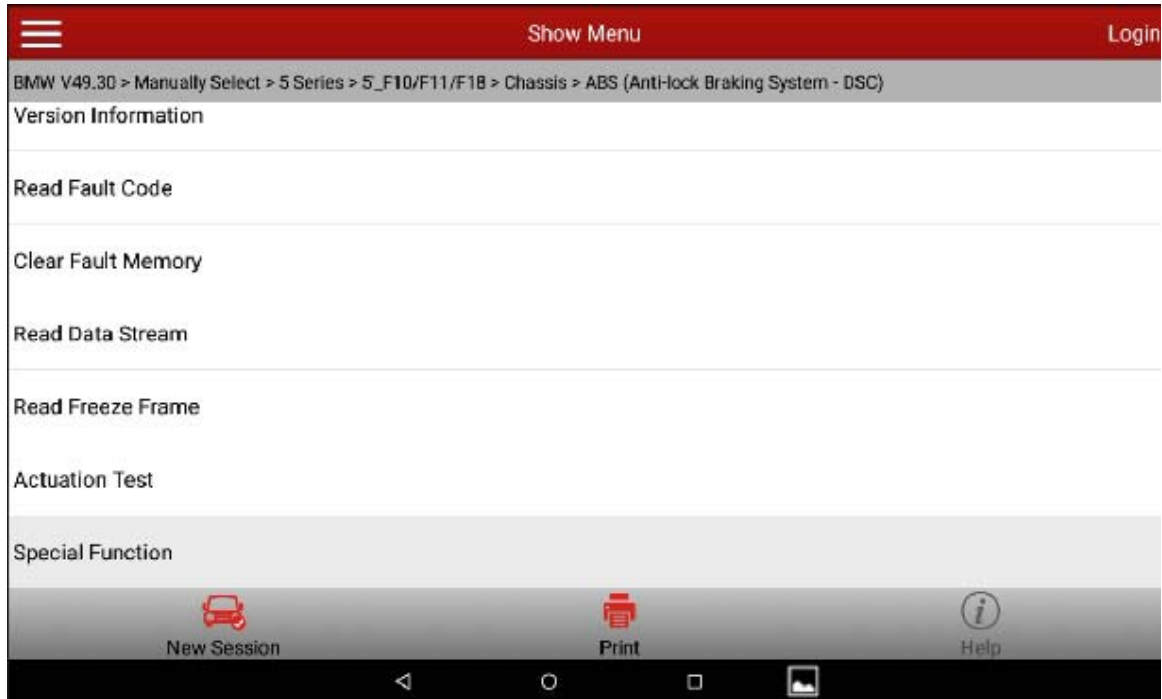 Show Menu
Login
BMW V49.30 > Manually Select > 5 Series > 5'_F10/F11/F18 > Chassis > ABS (Anti-lock Braking System - DSC)
Version Information
Read Fault Code
Clear Fault Memory
Read Data Stream
Read Freeze Frame
Actuation Test
Special Function
New Session
Print
Help